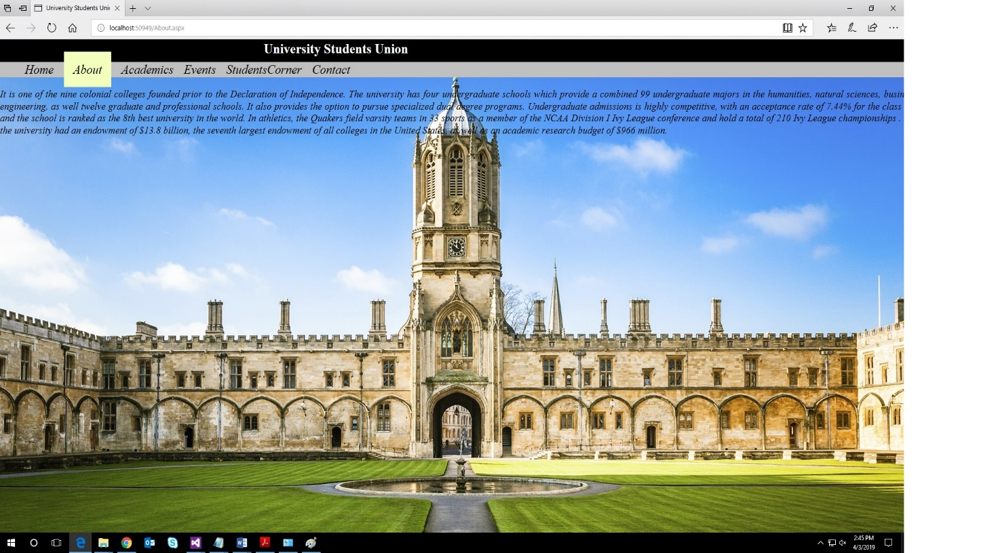 University Students Unic
localhost:50949/About.aspx
University Students Union
Home About Academics Events StudentsCorner Contact
It is one of the nine colonial colleges founded prior to the Declaration of Independence. The university has four undergraduate schools which provide a combined 99 undergraduate majors in the humanities, natural sciences, busin
engineering, as well twelve graduate and professional schools. It also provides the option to pursue specialized dual degree programs. Undergraduate admissions is highly competitive, with an acceptance rate of 7.44% for the class
and the school is ranked as the 8th best university in the world. In athletics, the Quakers field varsity teams in 33 sports as a member of the NCAA Division I Ivy League conference and hold a total of 210 Ivy League championships .
the university had an endowment of $13.8 billion, the seventh largest endowment of all colleges in the United States, as well as an academic research budget of $966 million.
2:45 PM
4/3/2019